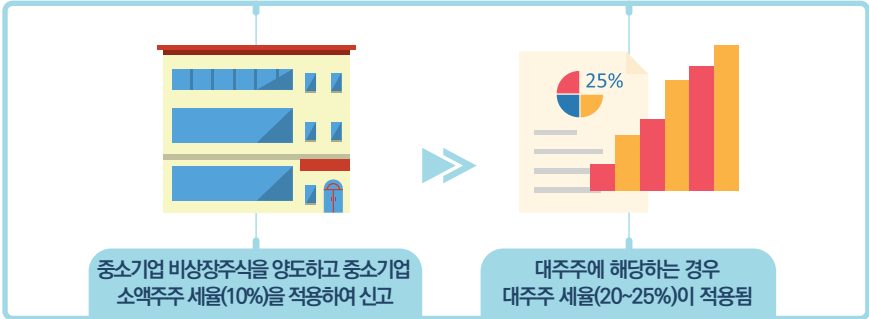 25%
중소기업 비상장주식을 양도하고 중소기업
소액주주 세율(10%)을 적용하여 신고
대주주에 해당하는 경우
대주주 세율(20~25%)이 적용됨